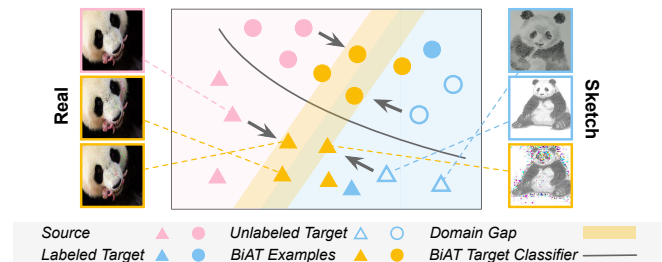 Real
Sketch
Source Unlabeled Target Domain Gap
Labeled Target BiAT Examples BiAT Target Classifier